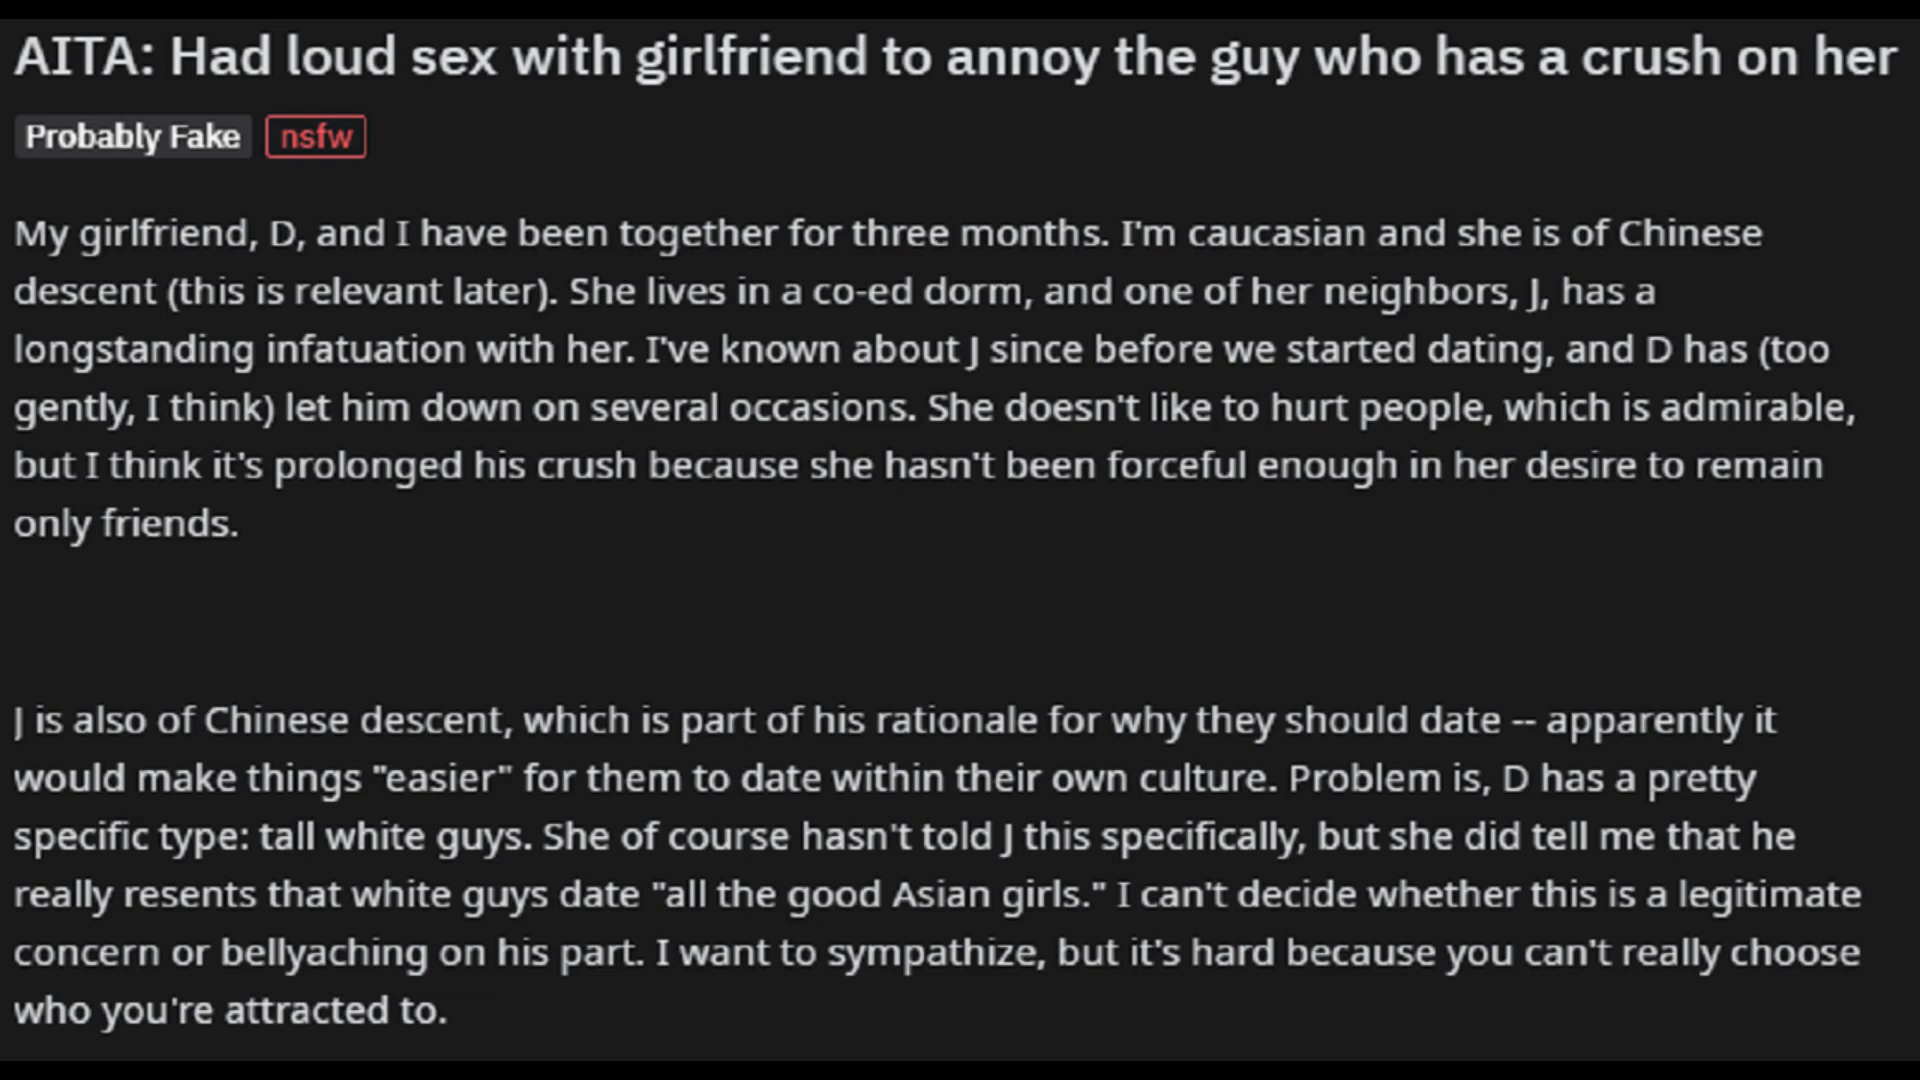 AITA: Had loud sex with girlfriend to annoy the guy who has a crush on her
Probably Fake nsfw
My girlfriend, D, and I have been together for three months. I'm caucasian and she is of Chinese
descent (this is relevant later). She lives in a co-ed dorm, and one of her neighbors, J, has a
longstanding infatuation with her. I've known about J since before we started dating, and D has (too
gently, I think) let him down on several occasions. She doesn't like to hurt people, which is admirable,
but I think it's prolonged his crush because she hasn't been forceful enough in her desire to remain
only friends.
J is also of Chinese descent, which is part of his rationale for why they should date -- apparently it
would make things "easier" for them to date within their own culture. Problem is, D has a pretty
specific type: tall white guys. She of course hasn't told J this specifically, but she did tell me that he
really resents that white guys date "all the good Asian girls." I can't decide whether this is a legitimate
concern or bellyaching on his part. I want to sympathize, but it's hard because you can't really choose
who you're attracted to.